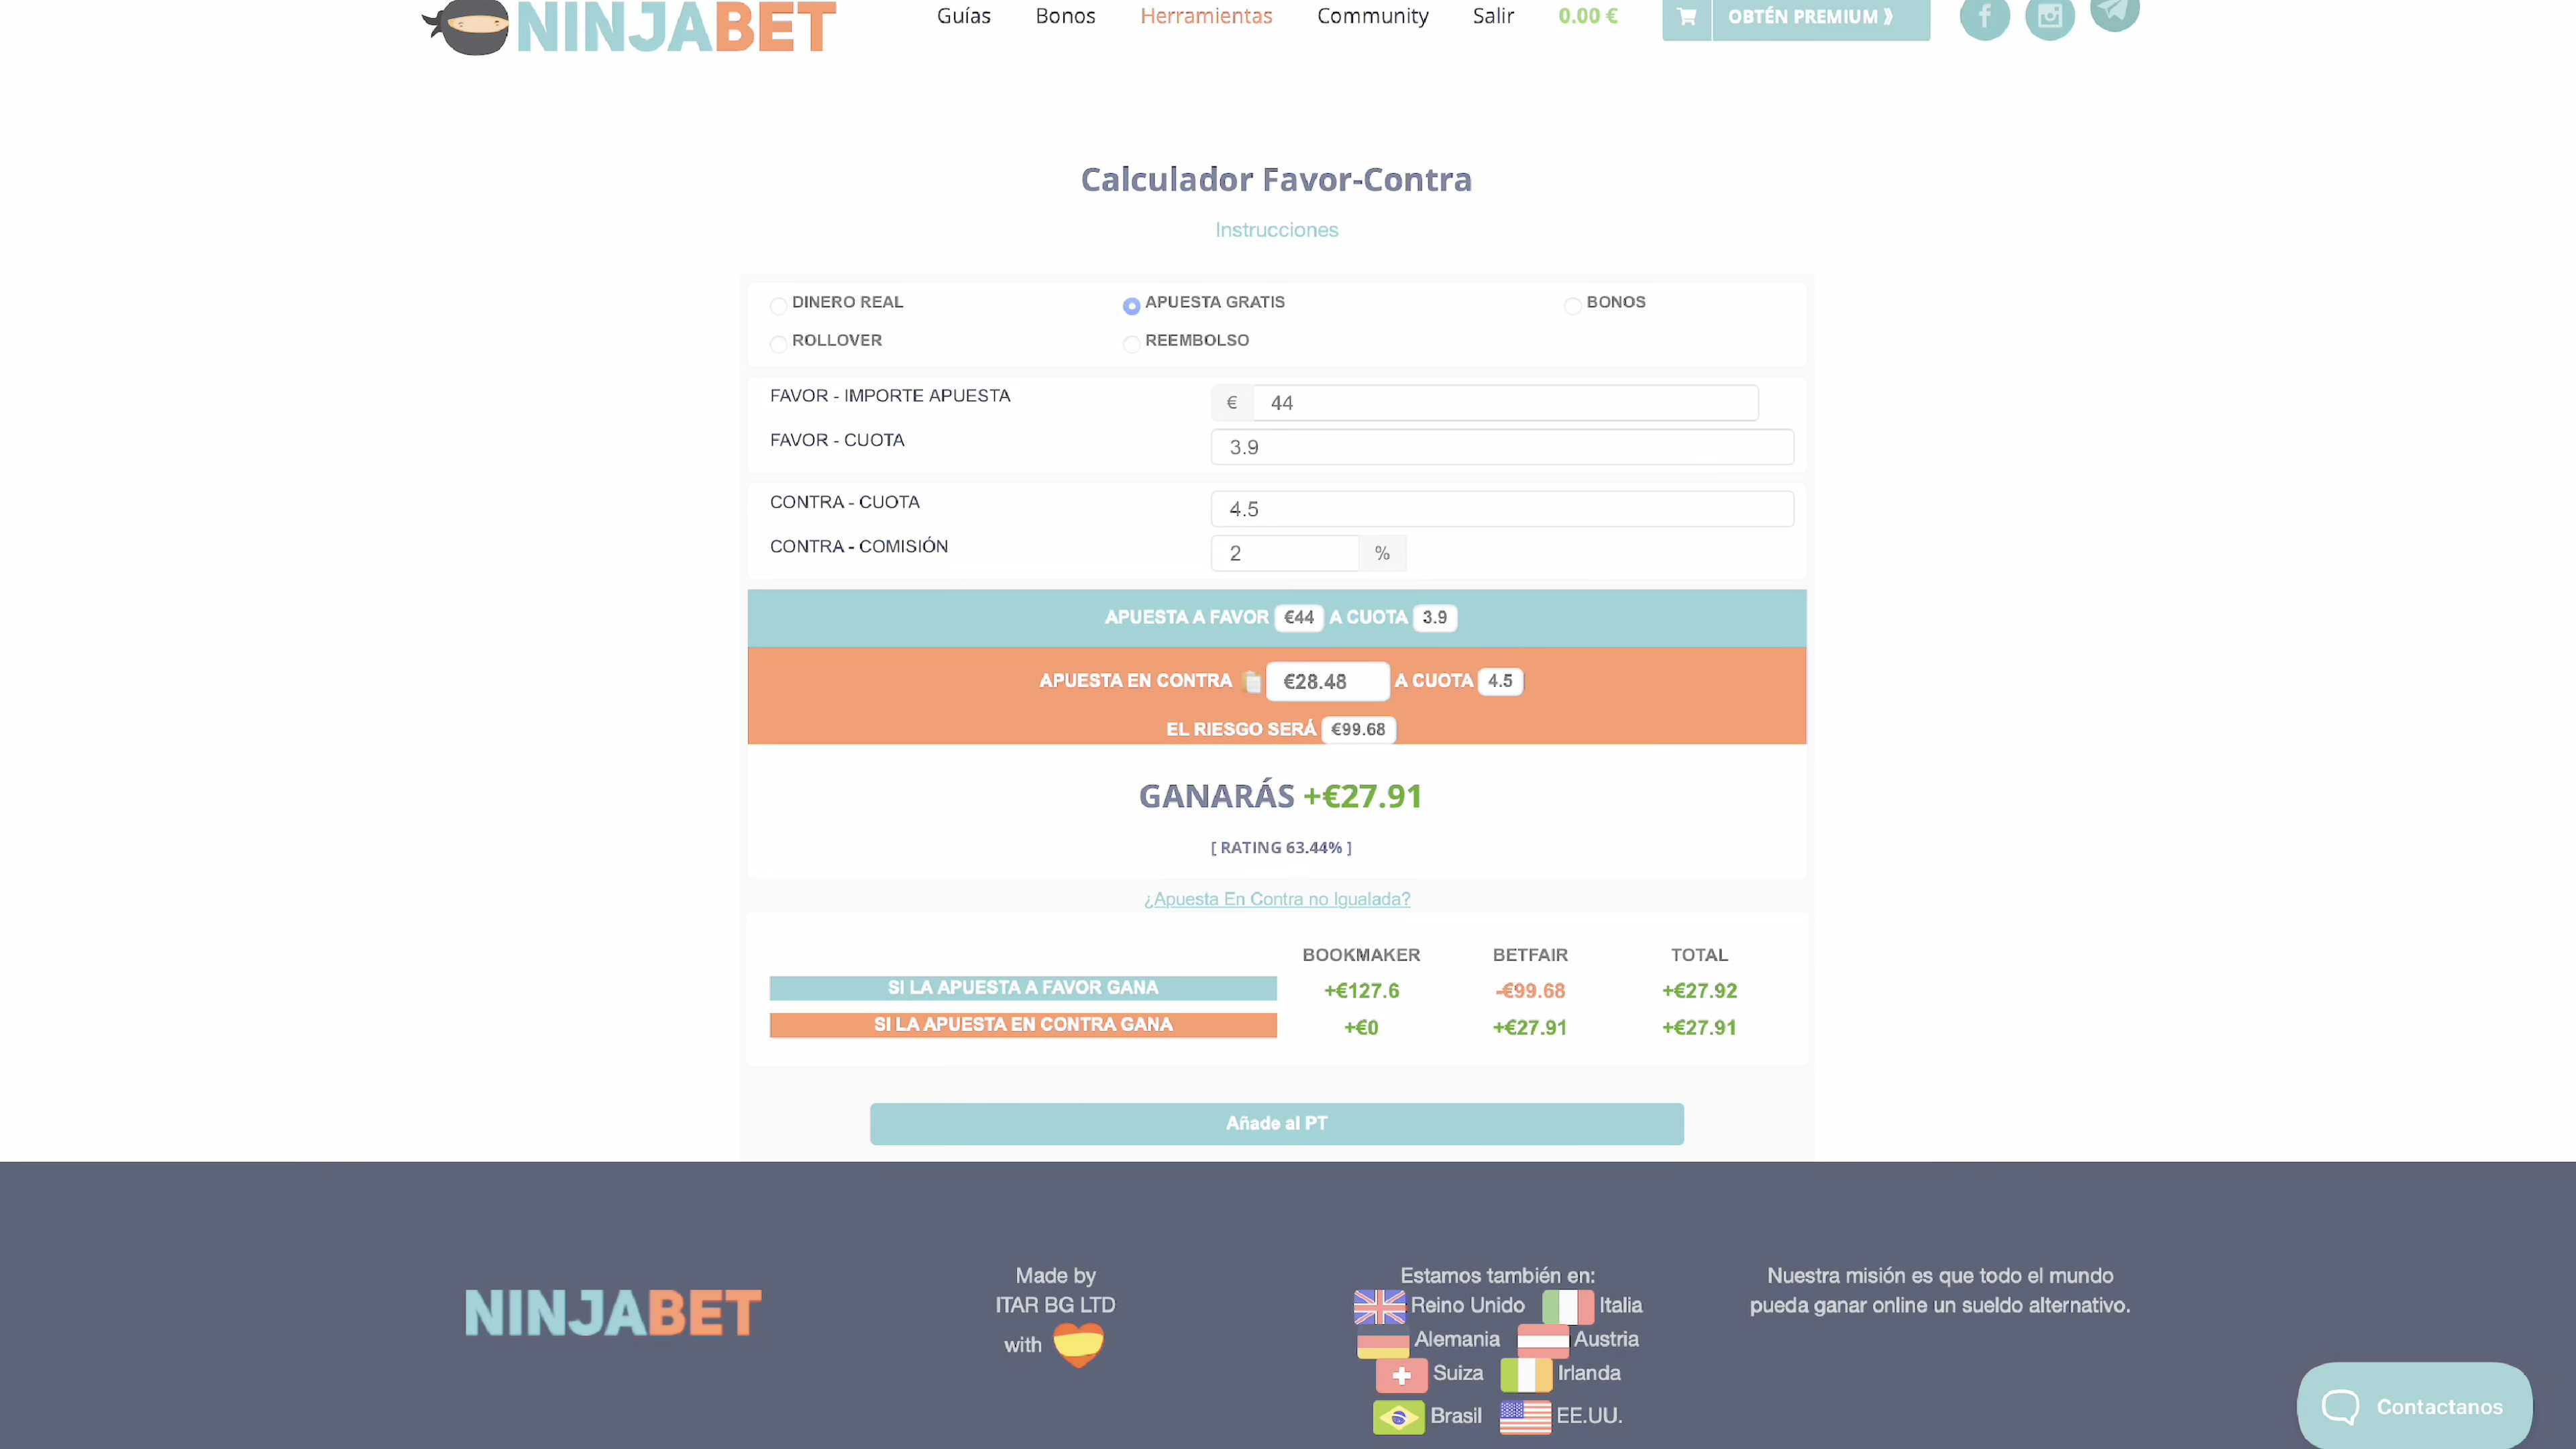 NINJABET
Guías Bonos Herramientas Community Salir 0.00 € OBTÉN PREMIUM ⟫
Calculador Favor-Contra
Instrucciones
DINERO REAL APUESTA GRATIS BONOS
ROLLOVER REEMBOLSO
FAVOR - IMPORTE APUESTA € 44
FAVOR - CUOTA 3.9
CONTRA - CUOTA 4.5
CONTRA - COMISIÓN 2 %
APUESTA A FAVOR €44 A CUOTA 3.9
APUESTA EN CONTRA €28.48 A CUOTA 4.5
EL RIESGO SERÁ €99.68
GANARÁS +€27.91
[ RATING 63.44% ]
¿Apuesta En Contra no Igualada?
BOOKMAKER BETFAIR TOTAL
SI LA APUESTA A FAVOR GANA +€127.6 -€99.68 +€27.92
SI LA APUESTA EN CONTRA GANA +€0 +€27.91 +€27.91
Añade al PT
NINJABET
Made by
ITAR BG LTD
with
Estamos también en:
Reino Unido Italia
Alemania Austria
Suiza Irlanda
Brasil EE.UU.
Nuestra misión es que todo el mundo
pueda ganar online un sueldo alternativo.
Contactanos